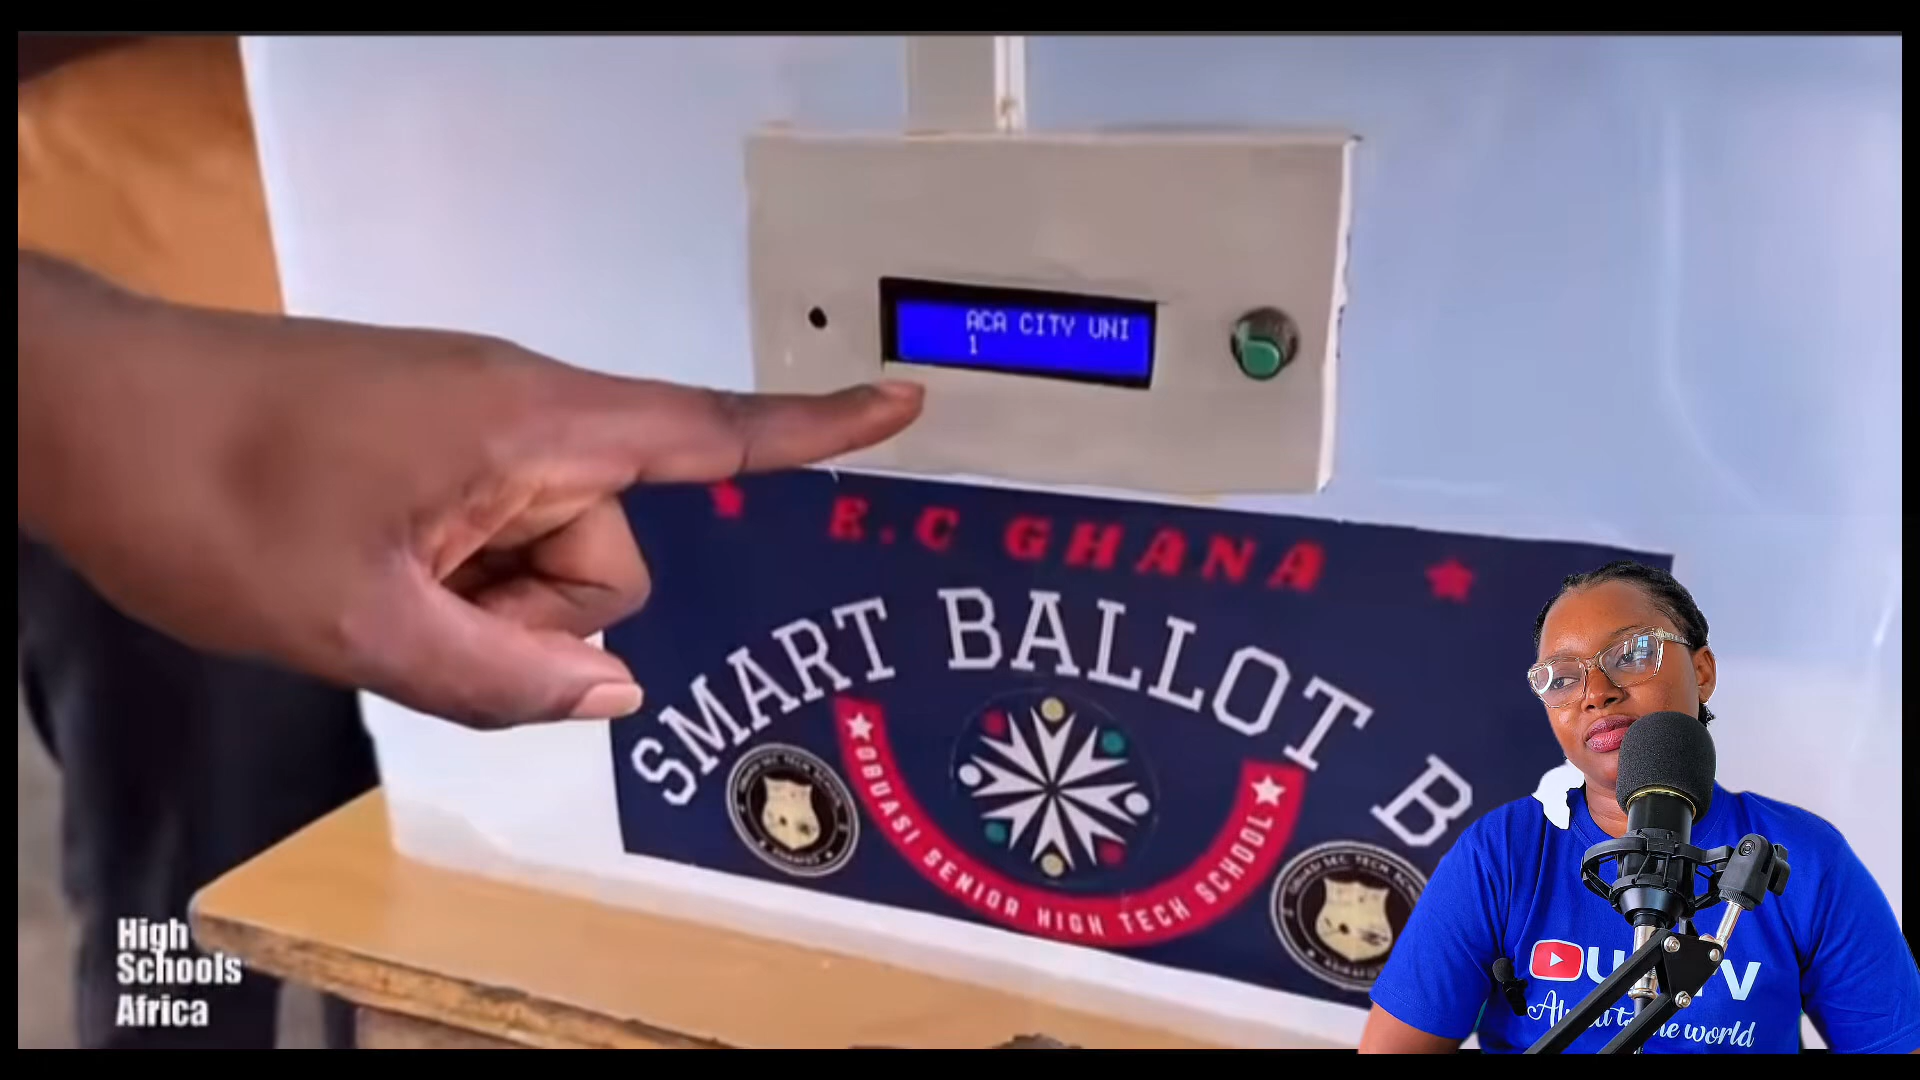 ACA CITY UNI
1
E.C GHANA
SMART BALLOT B
OBUASI SENIOR HIGH TECH SCHOOL
High
Schools
Africa